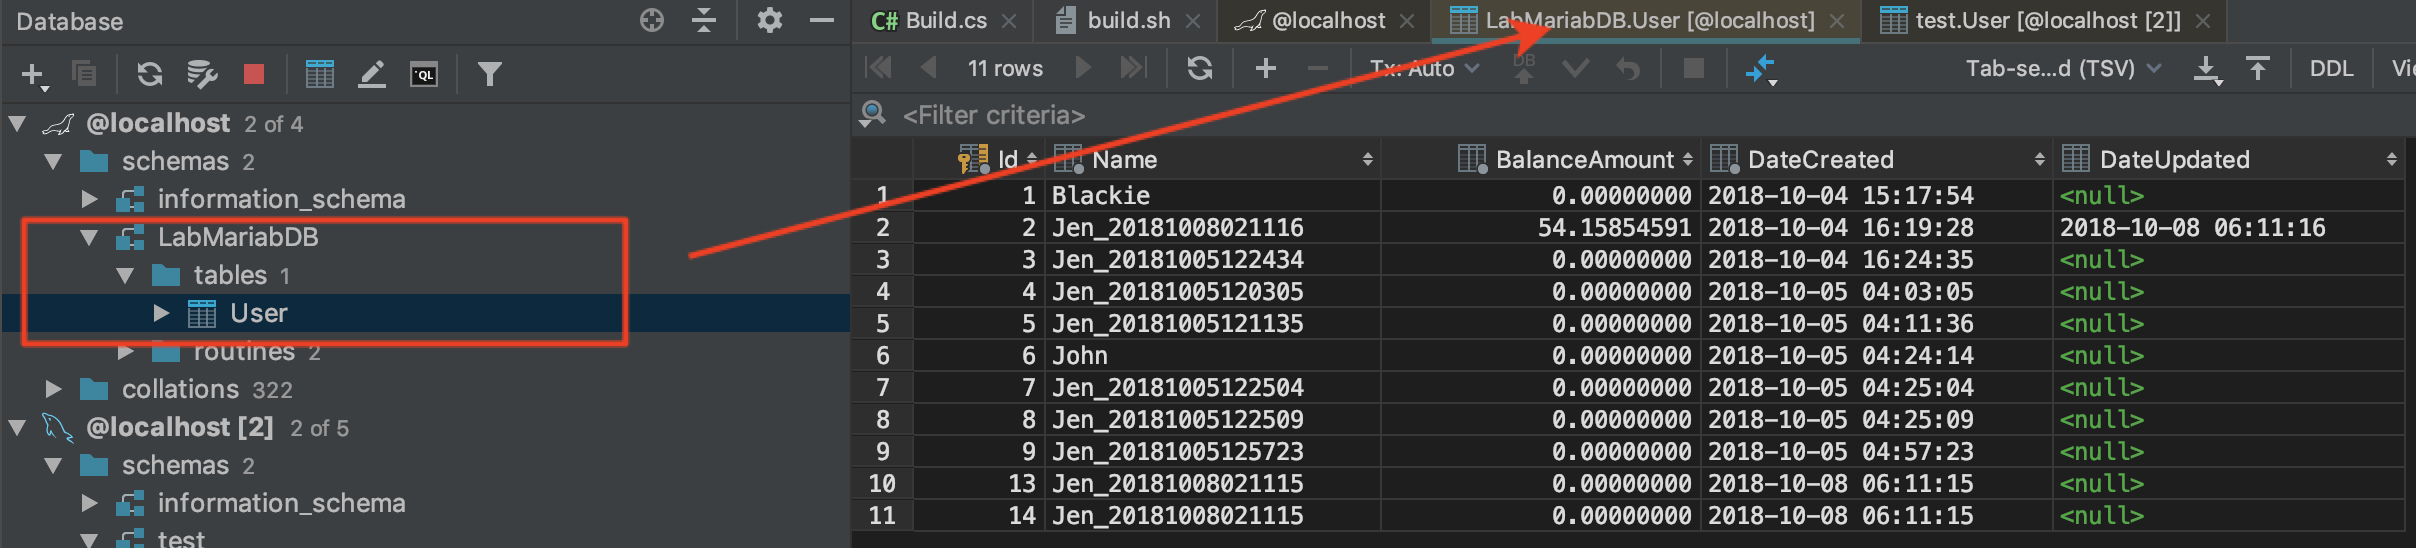 Database
@localhost 2 of 4
schemas 2
information_schema
LabMariabDB
tables 1
User
routines 2
collations 322
@localhost [2] 2 of 5
schemas 2
information_schema
test
C# Build.cs
build.sh
@localhost
LabMariabDB.User [@localhost]
test.User [@localhost [2]]
11 rows
Tx: Auto
DB
Tab-se...d (TSV)
DDL
<Filter criteria>
Id Name BalanceAmount DateCreated DateUpdated
1 1 Blackie 0.00000000 2018-10-04 15:17:54 <null>
2 2 Jen_20181008021116 54.15854591 2018-10-04 16:19:28 2018-10-08 06:11:16
3 3 Jen_20181005122434 0.00000000 2018-10-04 16:24:35 <null>
4 4 Jen_20181005120305 0.00000000 2018-10-05 04:03:05 <null>
5 5 Jen_20181005121135 0.00000000 2018-10-05 04:11:36 <null>
6 6 John 0.00000000 2018-10-05 04:24:14 <null>
7 7 Jen_20181005122504 0.00000000 2018-10-05 04:25:04 <null>
8 8 Jen_20181005122509 0.00000000 2018-10-05 04:25:09 <null>
9 9 Jen_20181005125723 0.00000000 2018-10-05 04:57:23 <null>
10 13 Jen_20181008021115 0.00000000 2018-10-08 06:11:15 <null>
11 14 Jen_20181008021115 0.00000000 2018-10-08 06:11:15 <null>